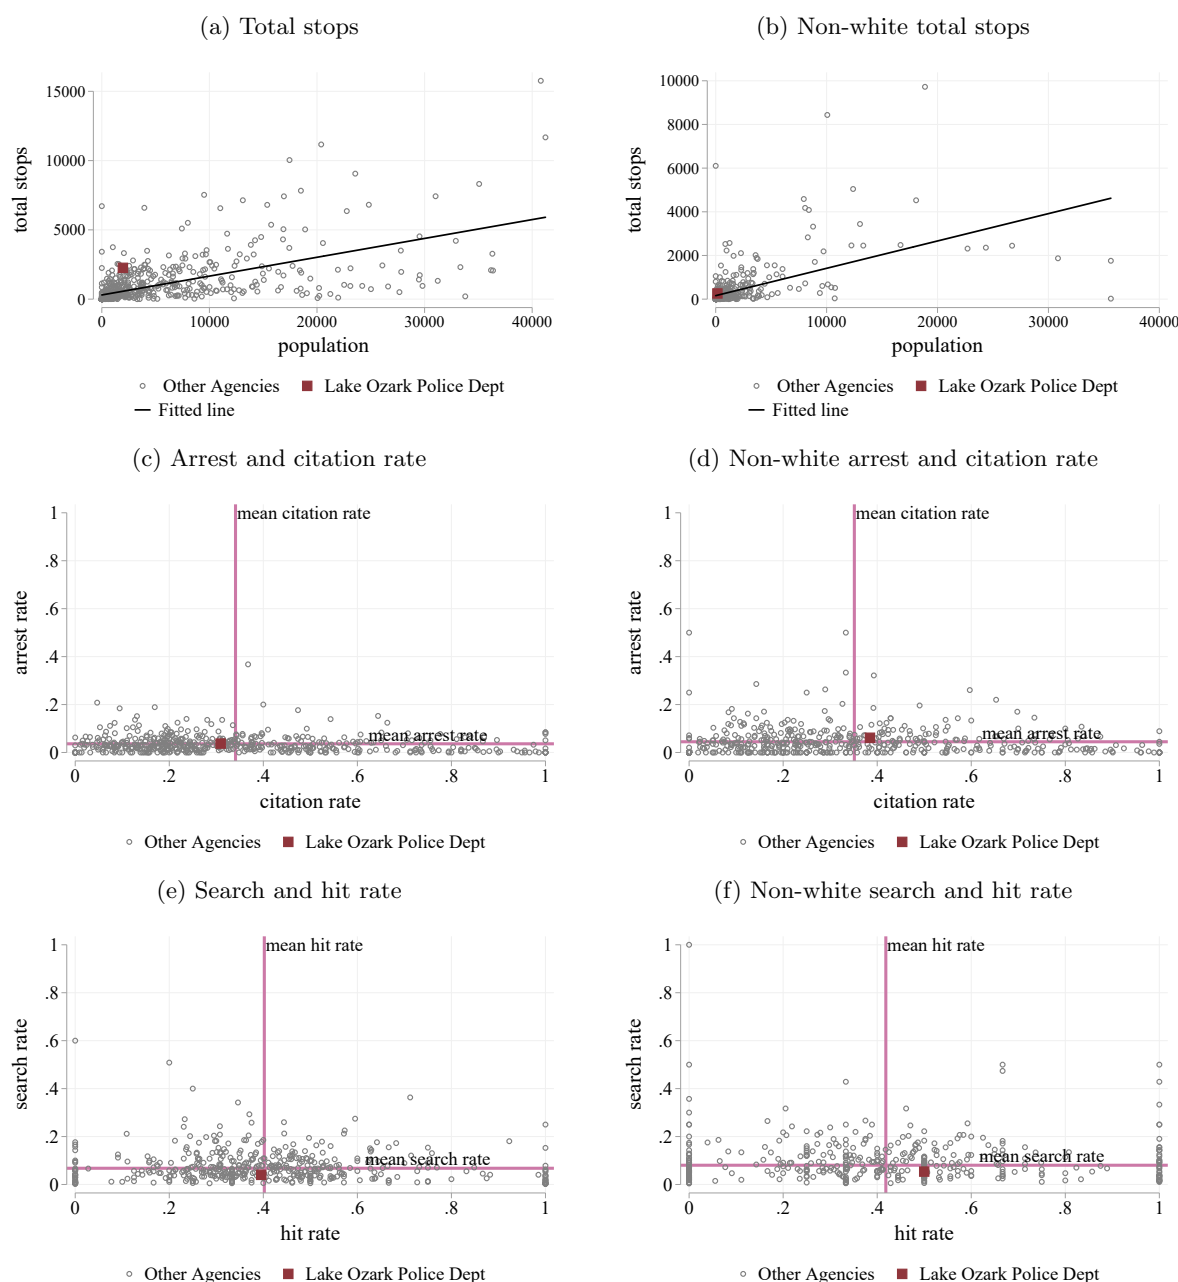 (a) Total stops
15000
10000
5000
0
total stops
0 10000 20000 30000 40000
population
Other Agencies Lake Ozark Police Dept
Fitted line
(b) Non-white total stops
10000
8000
6000
4000
2000
0
total stops
0 10000 20000 30000 40000
population
Other Agencies Lake Ozark Police Dept
Fitted line
(c) Arrest and citation rate
mean citation rate
1
.8
.6
.4
.2
0
arrest rate
mean arrest rate
0 .2 .4 .6 .8 1
citation rate
Other Agencies Lake Ozark Police Dept
(d) Non-white arrest and citation rate
mean citation rate
1
.8
.6
.4
.2
0
arrest rate
mean arrest rate
0 .2 .4 .6 .8 1
citation rate
Other Agencies Lake Ozark Police Dept
(e) Search and hit rate
mean hit rate
1
.8
.6
.4
.2
0
search rate
mean search rate
0 .2 .4 .6 .8 1
hit rate
Other Agencies Lake Ozark Police Dept
(f) Non-white search and hit rate
mean hit rate
1
.8
.6
.4
.2
0
search rate
mean search rate
0 .2 .4 .6 .8 1
hit rate
Other Agencies Lake Ozark Police Dept